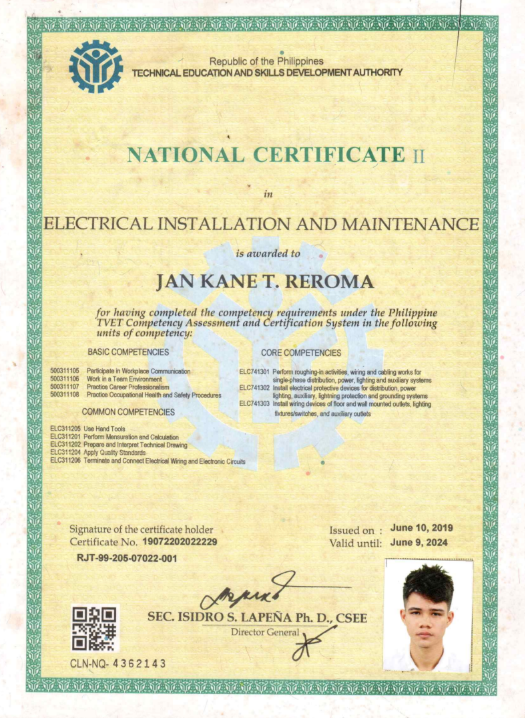 Republic of the Philippines
TECHNICAL EDUCATION AND SKILLS DEVELOPMENT AUTHORITY
NATIONAL CERTIFICATE II
in
ELECTRICAL INSTALLATION AND MAINTENANCE
is awarded to
JAN KANE T. REROMA
for having completed the competency requirements under the Philippine
TVET Competency Assessment and Certification System in the following
units of competency:
BASIC COMPETENCIES
500311105 Participate in Workplace Communication
500311106 Work in a Team Environment
500311107 Practice Career Professionalism
500311108 Practice Occupational Health and Safety Procedures
COMMON COMPETENCIES
ELC311205 Use Hand Tools
ELC311201 Perform Mensuration and Calculation
ELC311202 Prepare and Interpret Technical Drawing
ELC311204 Apply Quality Standards
ELC311206 Terminate and Connect Electrical Wiring and Electronic Circuits
CORE COMPETENCIES
ELC741301 Perform roughing-in activities, wiring and cabling works for
single-phase distribution, power, lighting and auxiliary systems
ELC741302 Install electrical protective devices for distribution, power
lighting, auxiliary, lightning protection and grounding systems
ELC741303 Install wiring devices of floor and wall mounted outlets, lighting
fixtures/switches, and auxiliary outlets
Signature of the certificate holder
Certificate No. 19072202022229
RJT-99-205-07022-001
Issued on : June 10, 2019
Valid until: June 9, 2024
SEC. ISIDRO S. LAPEÑA Ph. D., CSEE
Director General
CLN-NQ- 4362143